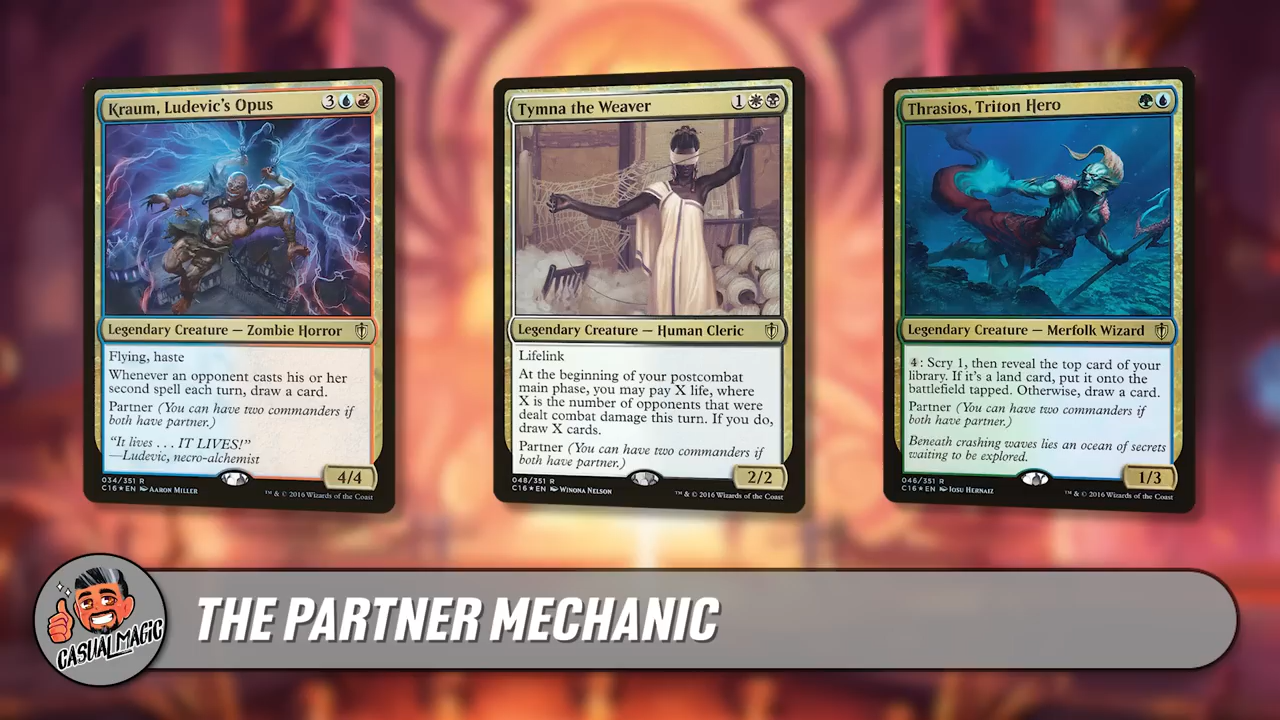 Kraum, Ludevic's Opus
3
Legendary Creature — Zombie Horror
Flying, haste
Whenever an opponent casts his or her
second spell each turn, draw a card.
Partner (You can have two commanders if
both have partner.)
"It lives . . . IT LIVES!"
—Ludevic, necro-alchemist
4/4
034/351 R
C16★EN AARON MILLER
™ & © 2016 Wizards of the Coast
Tymna the Weaver
1
Legendary Creature — Human Cleric
Lifelink
At the beginning of your postcombat
main phase, you may pay X life, where
X is the number of opponents that were
dealt combat damage this turn. If you do,
draw X cards.
Partner (You can have two commanders if
both have partner.)
2/2
048/351 R
C16★EN WINONA NELSON
™ & © 2016 Wizards of the Coast
Thrasios, Triton Hero
Legendary Creature — Merfolk Wizard
4: Scry 1, then reveal the top card of your
library. If it's a land card, put it onto the
battlefield tapped. Otherwise, draw a card.
Partner (You can have two commanders if
both have partner.)
Beneath crashing waves lies an ocean of secrets
waiting to be explored.
1/3
046/351 R
C16★EN IOSU HERNAIZ
™ & © 2016 Wizards of the Coast
CASUAL MAGIC
THE PARTNER MECHANIC